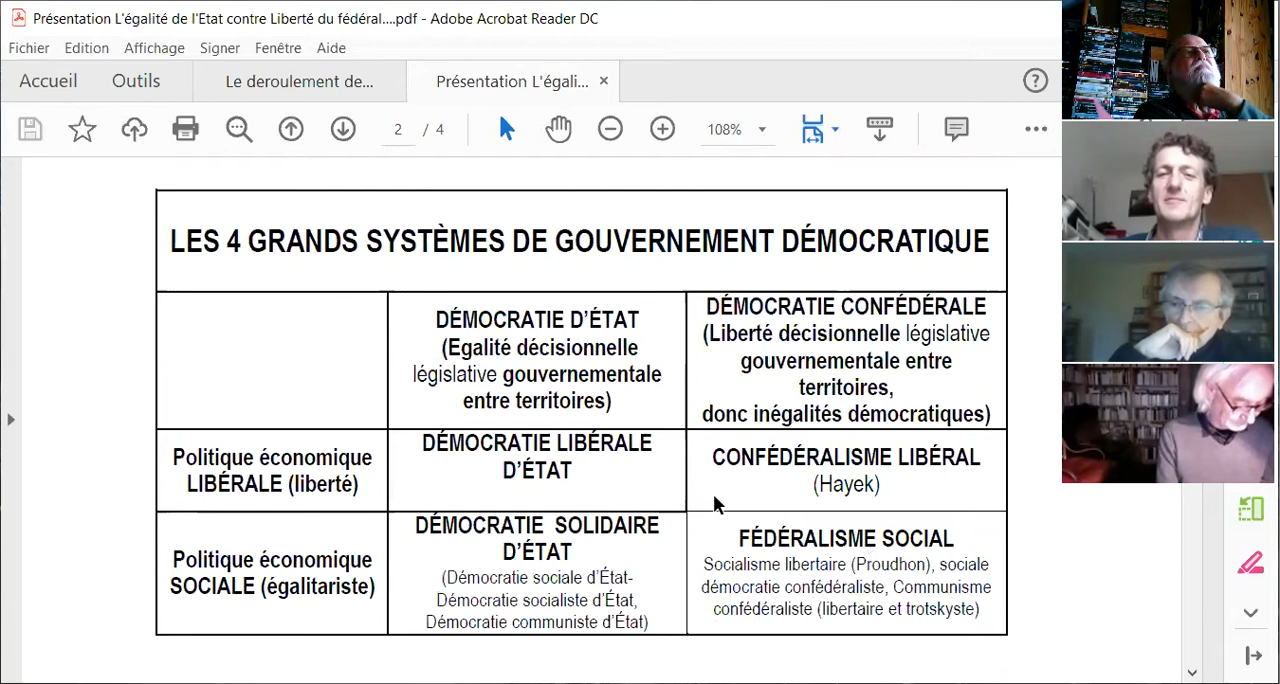 Présentation L'égalité de l'Etat contre Liberté du fédéral....pdf - Adobe Acrobat Reader DC
Fichier Edition Affichage Signer Fenêtre Aide
Accueil Outils Le deroulement de... Présentation L'égali... ×
2 / 4 108%
LES 4 GRANDS SYSTÈMES DE GOUVERNEMENT DÉMOCRATIQUE
DÉMOCRATIE D'ÉTAT
(Egalité décisionnelle
législative gouvernementale
entre territoires)
DÉMOCRATIE CONFÉDÉRALE
(Liberté décisionnelle législative
gouvernementale entre
territoires,
donc inégalités démocratiques)
Politique économique
LIBÉRALE (liberté)
DÉMOCRATIE LIBÉRALE
D'ÉTAT
CONFÉDÉRALISME LIBÉRAL
(Hayek)
Politique économique
SOCIALE (égalitariste)
DÉMOCRATIE SOLIDAIRE
D'ÉTAT
(Démocratie sociale d'État-
Démocratie socialiste d'État,
Démocratie communiste d'État)
FÉDÉRALISME SOCIAL
Socialisme libertaire (Proudhon), sociale
démocratie confédéraliste, Communisme
confédéraliste (libertaire et trotskyste)